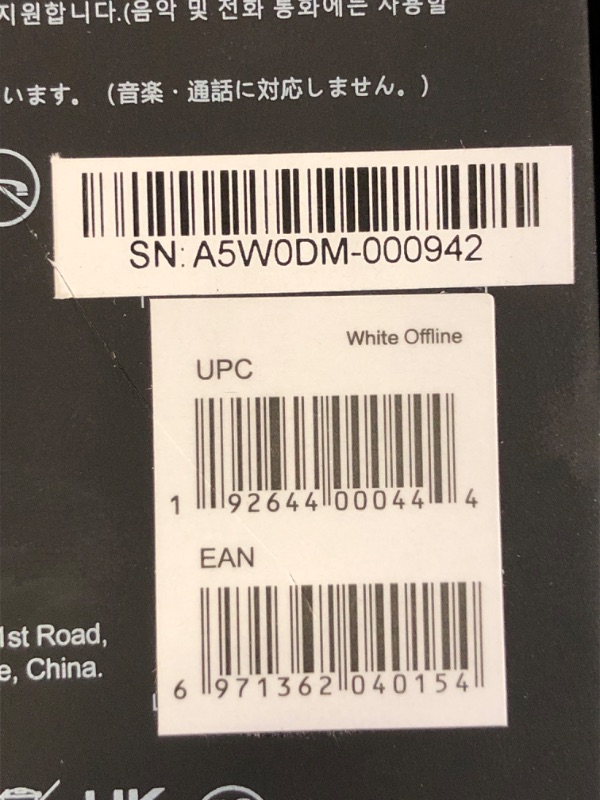 지원합니다.(음악 및 전화 통화에는 사용할
います。（音楽・通話に対応しません。）
SN: A5W0DM-000942
White Offline
UPC
1 92644 00044 4
EAN
6 971362 040154
1st Road,
e, China.
UK